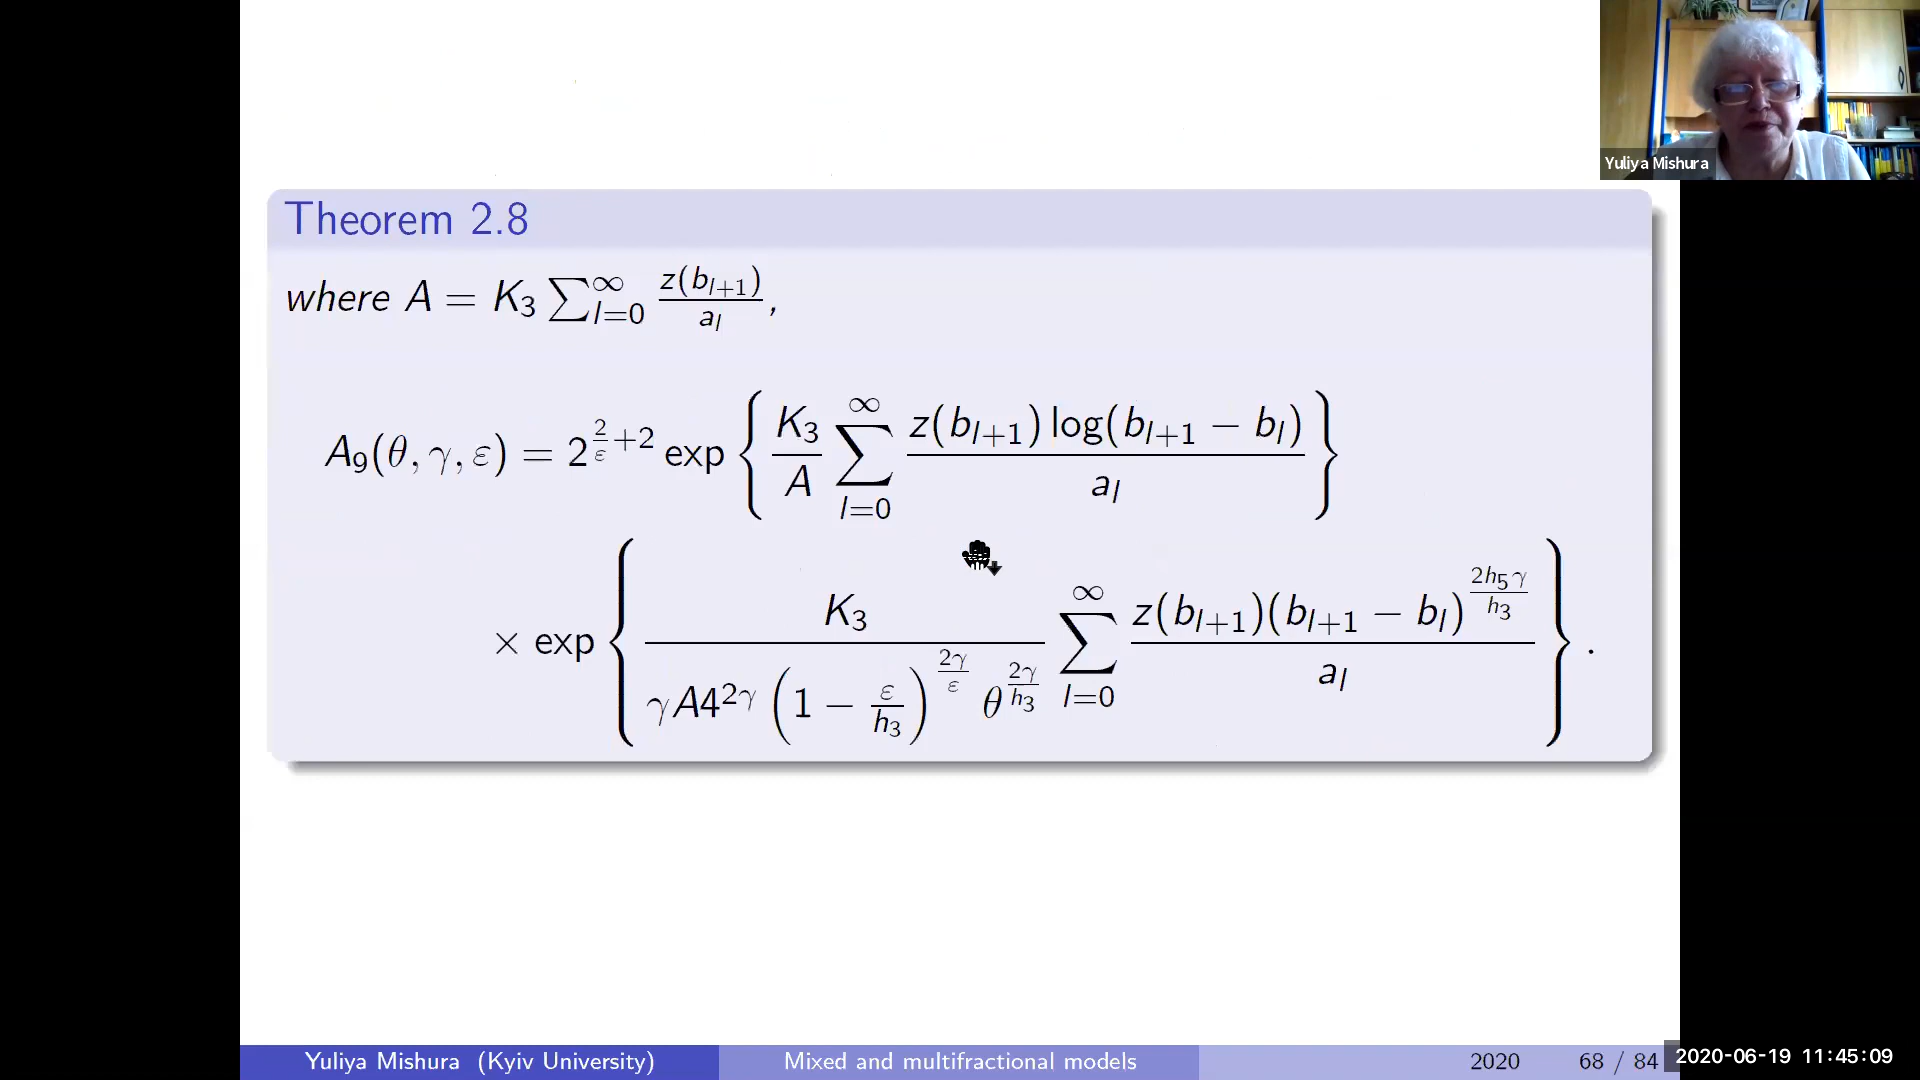 Yuliya Mishura
Theorem 2.8
where A = K₃ ∑_{l=0}^{∞} z(b_{l+1}) / a_l ,
A₉(θ, γ, ε) = 2^{2/ε + 2} exp { K₃/A ∑_{l=0}^{∞} z(b_{l+1}) log(b_{l+1} − b_l) / a_l }
× exp { K₃ / (γA4^{2γ} (1 − ε/h₃)^{2γ/ε} θ^{2γ/h₃}) ∑_{l=0}^{∞} z(b_{l+1})(b_{l+1} − b_l)^{2h₅γ/h₃} / a_l } .
Yuliya Mishura (Kyiv University) Mixed and multifractional models 2020 68 / 84
2020-06-19 11:45:09